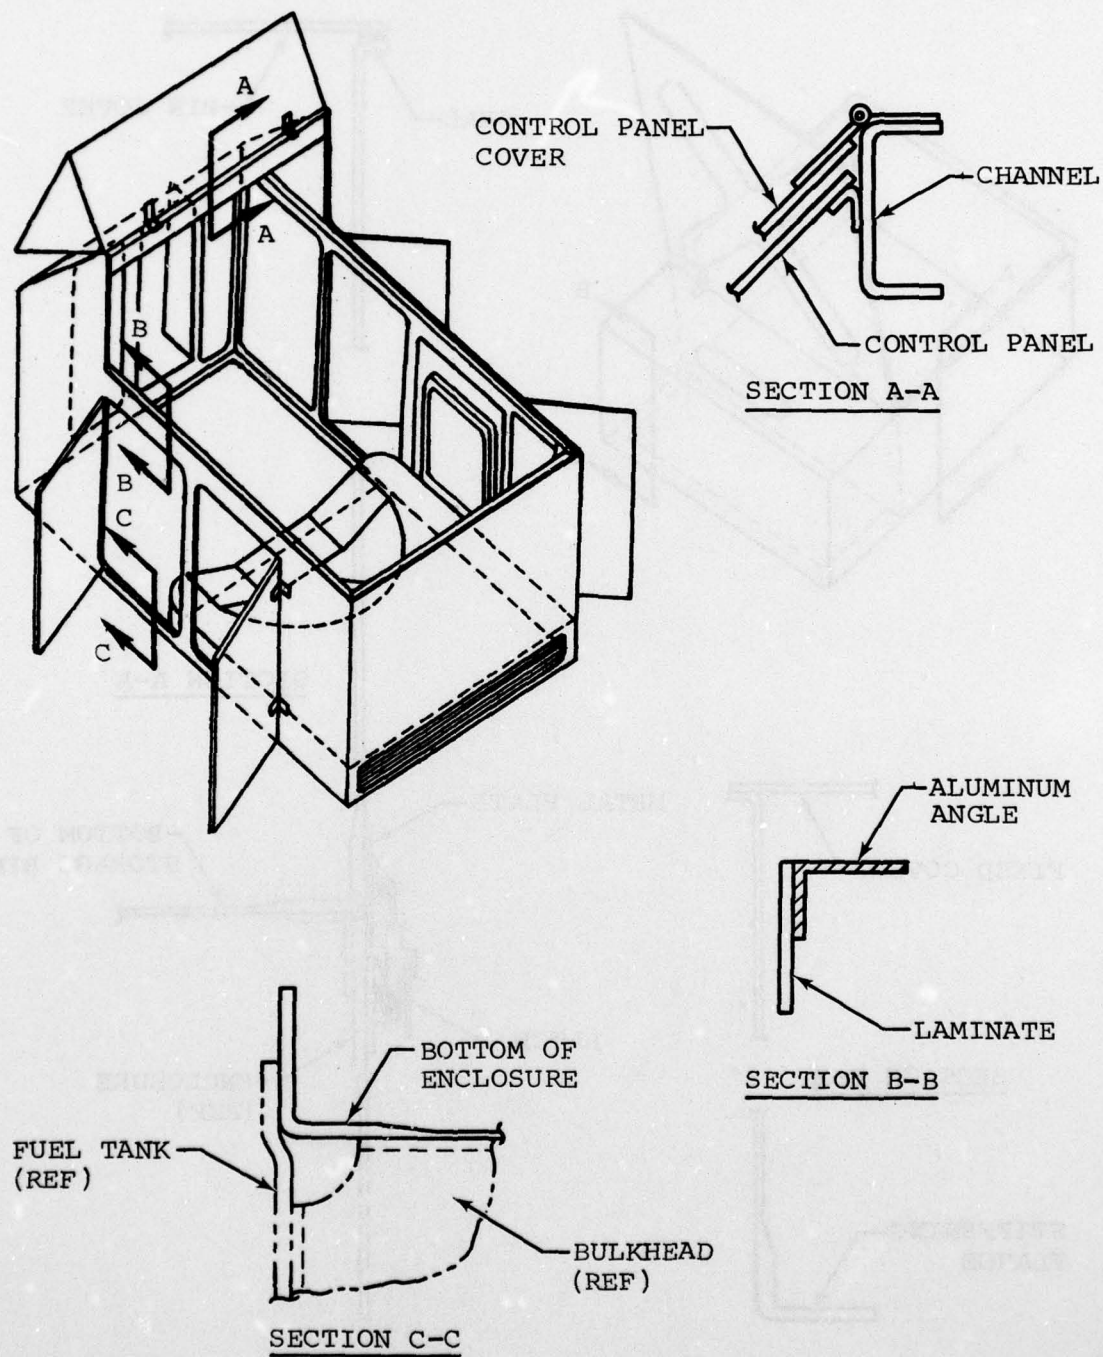 A
A
B
B
C
C
CONTROL PANEL
COVER
CHANNEL
CONTROL PANEL
SECTION A-A
ALUMINUM
ANGLE
LAMINATE
SECTION B-B
BOTTOM OF
ENCLOSURE
FUEL TANK
(REF)
BULKHEAD
(REF)
SECTION C-C